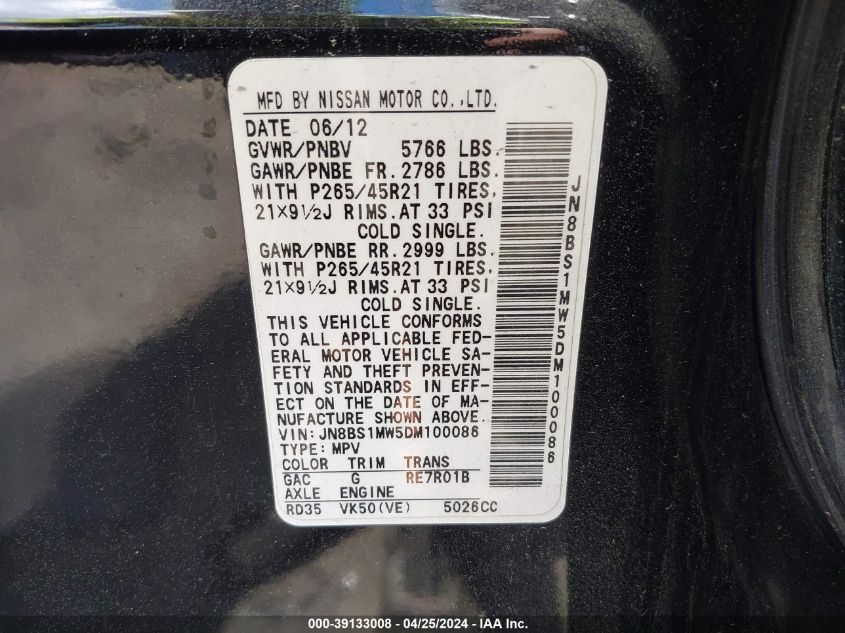 MFD BY NISSAN MOTOR CO.,LTD.
DATE 06/12
GVWR/PNBV 5766 LBS.
GAWR/PNBE FR. 2786 LBS.
WITH P265/45R21 TIRES,
21×9½J RIMS.AT 33 PSI
COLD SINGLE.
GAWR/PNBE RR. 2999 LBS.
WITH P265/45R21 TIRES,
21×9½J RIMS.AT 33 PSI
COLD SINGLE.
THIS VEHICLE CONFORMS
TO ALL APPLICABLE FED-
ERAL MOTOR VEHICLE SA-
FETY AND THEFT PREVEN-
TION STANDARDS IN EFF-
ECT ON THE DATE OF MA-
NUFACTURE SHOWN ABOVE.
VIN:JN8BS1MW5DM100086
TYPE: MPV
COLOR TRIM TRANS
GAC G RE7R01B
AXLE ENGINE
RD35 VK50(VE) 5026CC
JN8BS1MW5DM100086
000-39133008 - 04/25/2024 - IAA Inc.